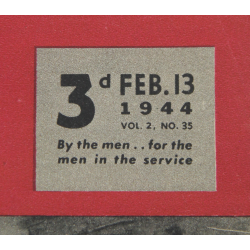 3d FEB. 13
1944
VOL. 2, NO. 35
By the men . . for the
men in the service